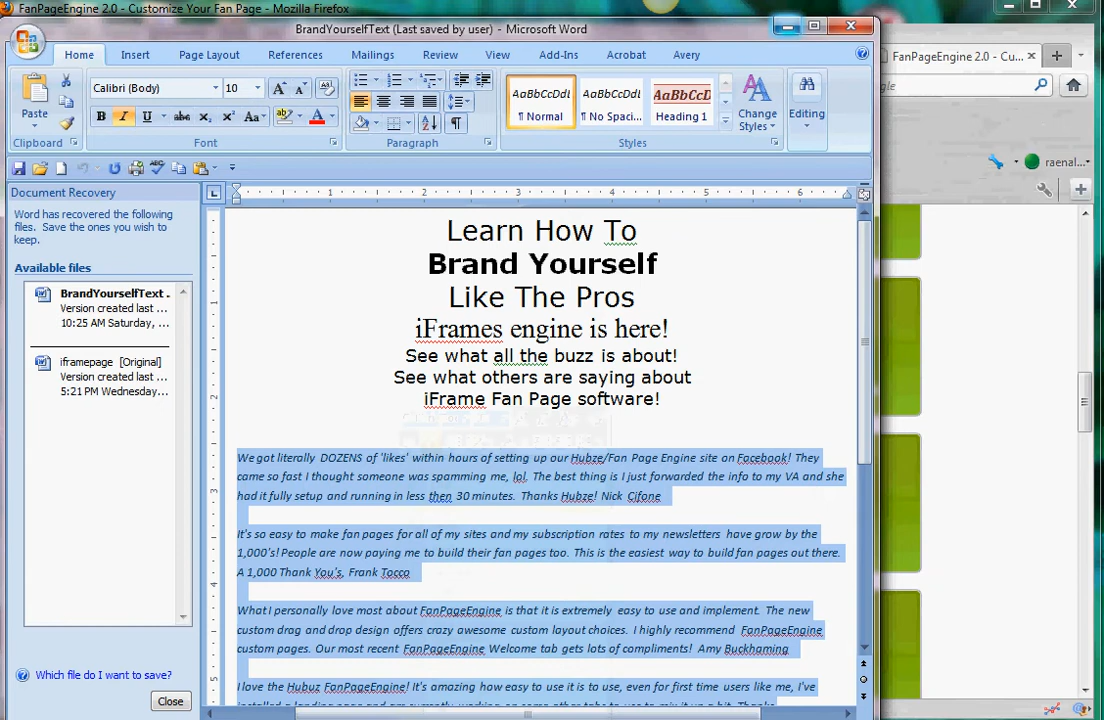 FanPageEngine 2.0 - Customize Your Fan Page - Mozilla Firefox
BrandYourselfText (Last saved by user) - Microsoft Word
Home Insert Page Layout References Mailings Review View Add-Ins Acrobat Avery
FanPageEngine 2.0 - Cu...
Calibri (Body) 10
Paste
AaBbCcDdI AaBbCcDdI AaBbCcD
¶ Normal ¶ No Spaci... Heading 1
Change Styles
Editing
Clipboard Font Paragraph Styles
gle
raenal...
Document Recovery
Word has recovered the following
files. Save the ones you wish to
keep.
Available files
BrandYourselfText .
Version created last ...
10:25 AM Saturday, ...
iframepage [Original]
Version created last ...
5:21 PM Wednesday...
Which file do I want to save?
Close
1 2 3 4 5 6
1
2
3
4
5
Learn How To
Brand Yourself
Like The Pros
iFrames engine is here!
See what all the buzz is about!
See what others are saying about
iFrame Fan Page software!
We got literally DOZENS of 'likes' within hours of setting up our Hubze/Fan Page Engine site on Facebook! They
came so fast I thought someone was spamming me, lol. The best thing is I just forwarded the info to my VA and she
had it fully setup and running in less then 30 minutes. Thanks Hubze! Nick Cifone
It's so easy to make fan pages for all of my sites and my subscription rates to my newsletters have grow by the
1,000's! People are now paying me to build their fan pages too. This is the easiest way to build fan pages out there.
A 1,000 Thank You's, Frank Tocco
What I personally love most about FanPageEngine is that it is extremely easy to use and implement. The new
custom drag and drop design offers crazy awesome custom layout choices. I highly recommend FanPageEngine
custom pages. Our most recent FanPageEngine Welcome tab gets lots of compliments! Amy Buckhaming
I love the Hubuz FanPageEngine! It's amazing how easy to use it is to use, even for first time users like me, I've